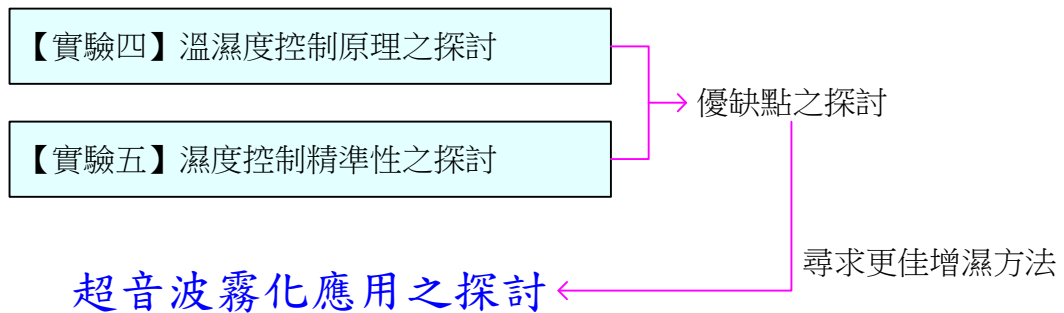 【實驗四】溫濕度控制原理之探討
優缺點之探討
【實驗五】濕度控制精準性之探討
尋求更佳增濕方法
超音波霧化應用之探討